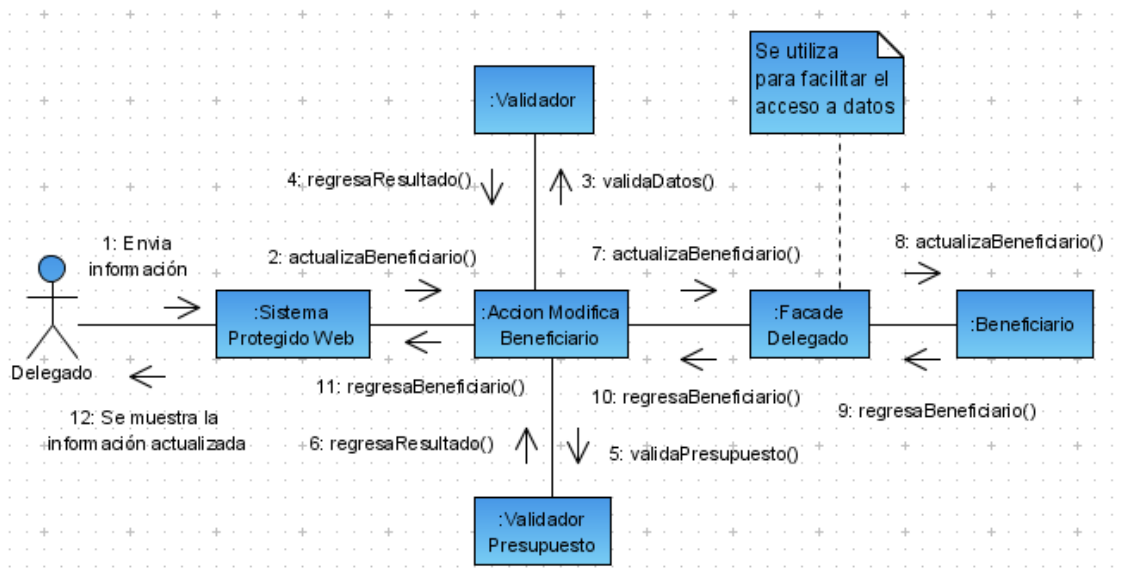 Se utiliza
para facilitar el
acceso a datos
:Validador
4: regresaResultado()
3: validaDatos()
1: Envia
información
2: actualizaBeneficiario()
7: actualizaBeneficiario()
8: actualizaBeneficiario()
:Sistema
Protegido Web
:Accion Modifica
Beneficiario
:Facade
Delegado
:Beneficiario
Delegado
11: regresaBeneficiario()
10: regresaBeneficiario()
9: regresaBeneficiario()
12: Se muestra la
información actualizada
6: regresaResultado()
5: validaPresupuesto()
:Validador
Presupuesto